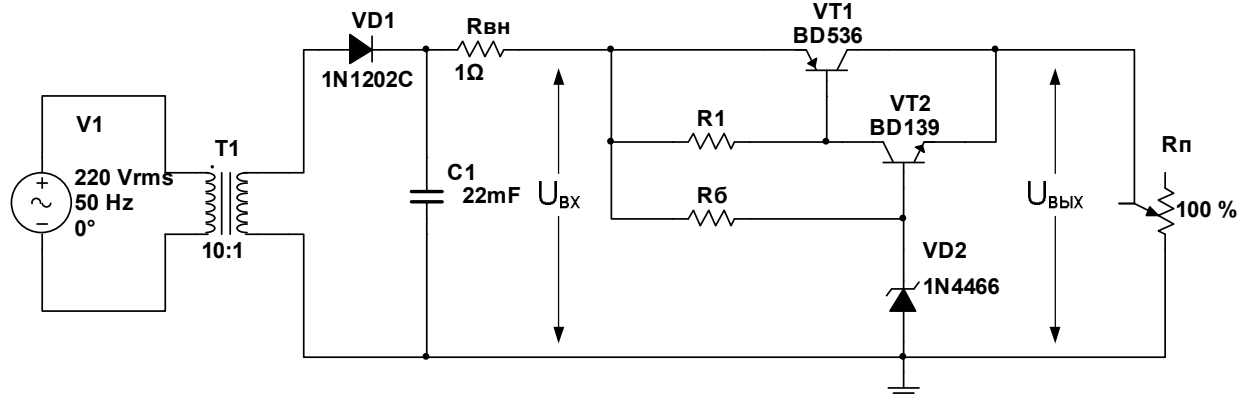 V1
220 Vrms
50 Hz
0°
T1
10:1
VD1
1N1202C
C1
22mF
Rвн
1Ω
Uвх
R1
Rб
VT1
BD536
VT2
BD139
VD2
1N4466
Uвых
Rп
100 %